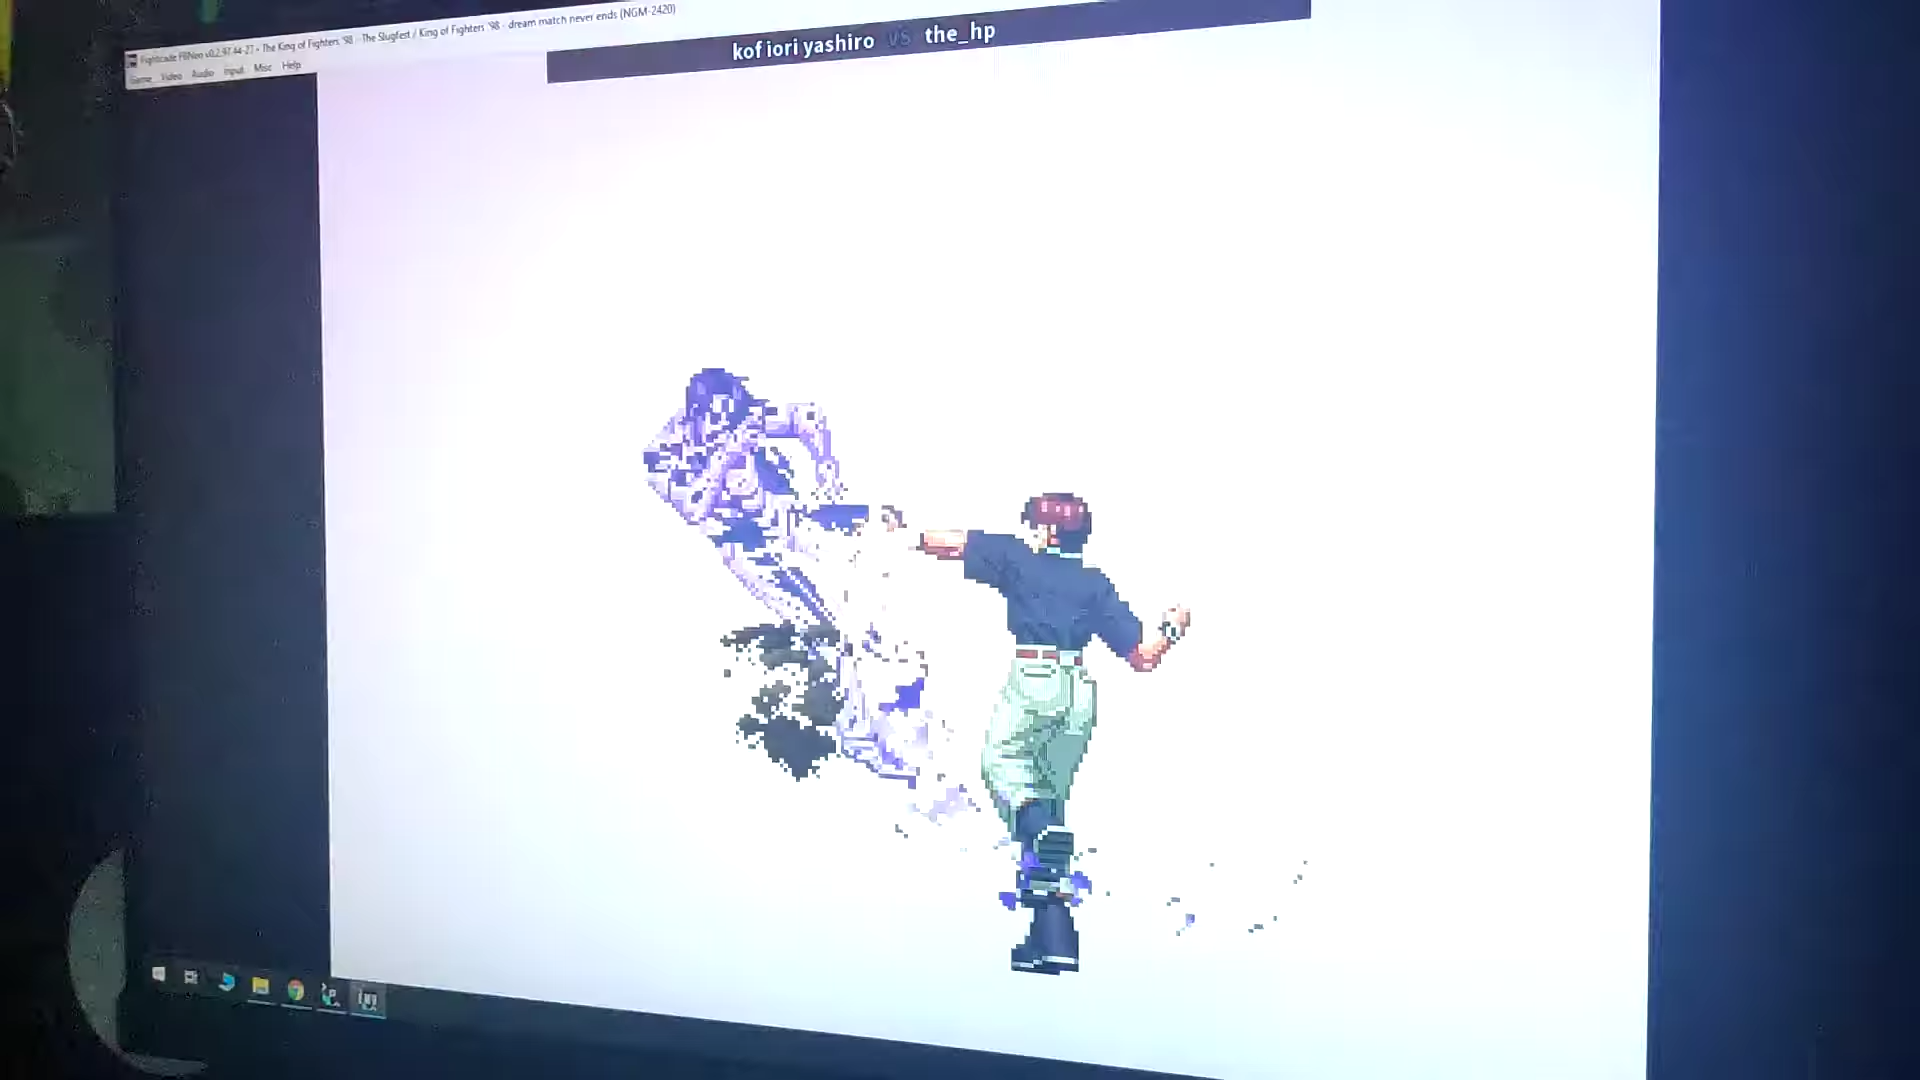 Fightcade FBNeo v0.2.97.44-27 • The King of Fighters '98 - The Slugfest / King of Fighters '98 - dream match never ends (NGM-2420)
Game Video Audio Input Misc Help
kof iori yashiro VS the_hp